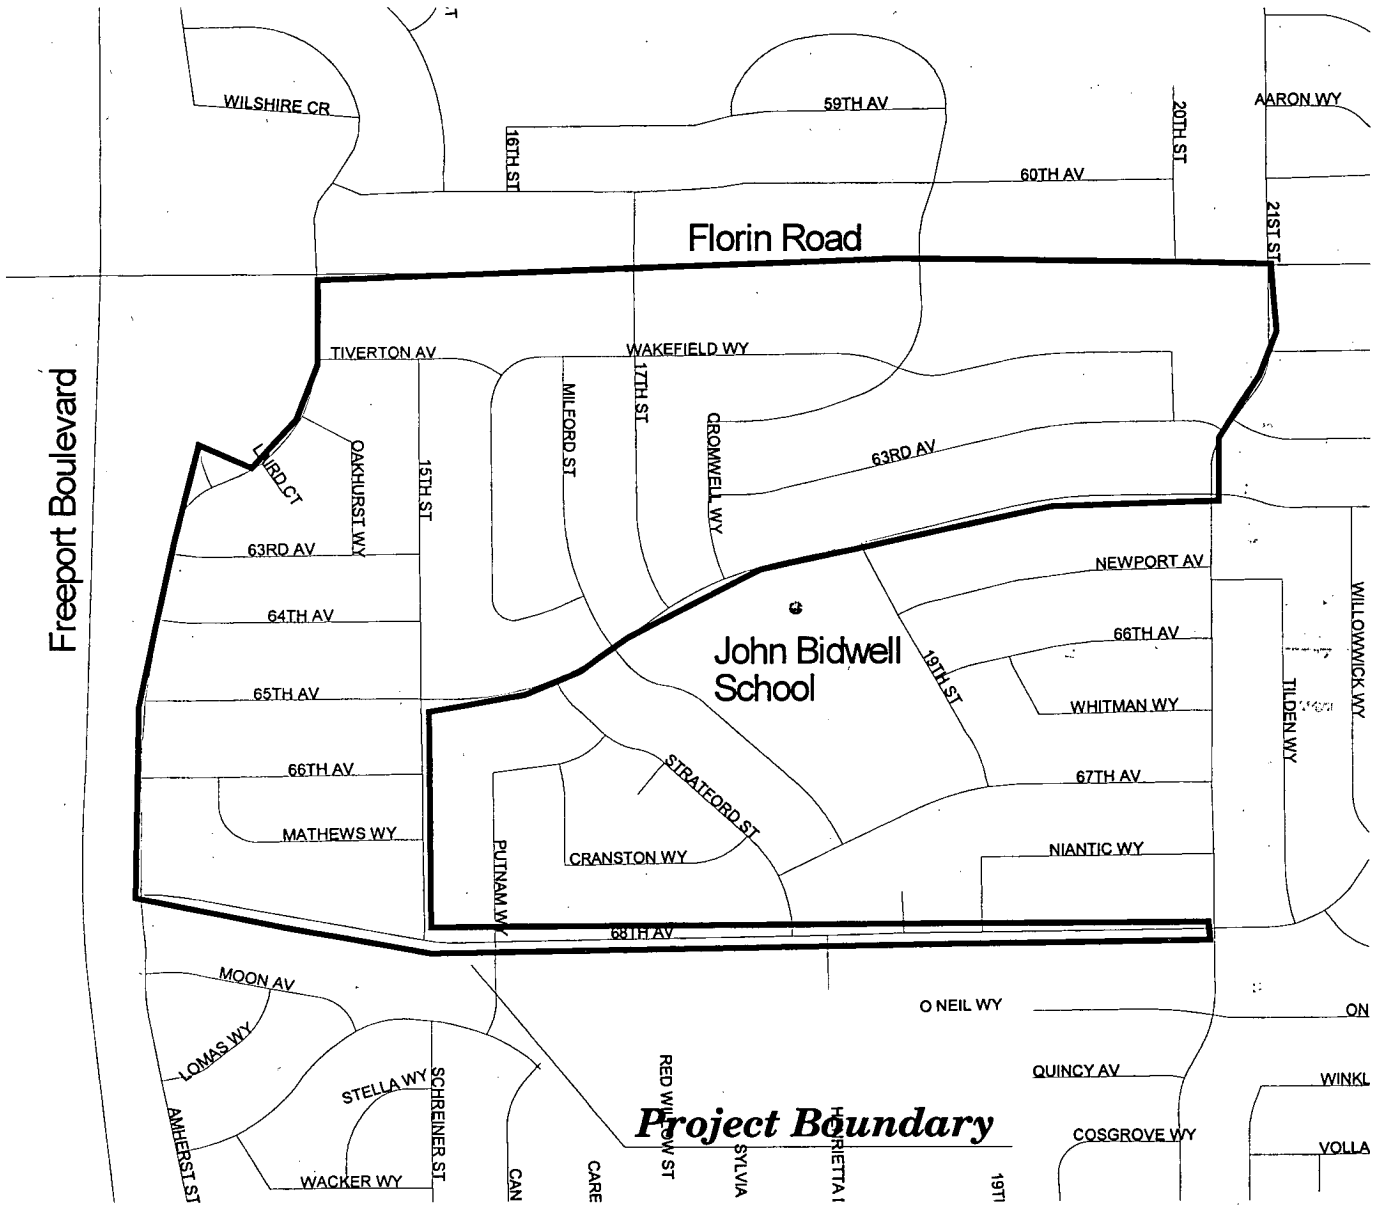 WILSHIRE CR
16TH ST
59TH AV
20TH ST
AARON WY
60TH AV
21ST ST
Florin Road
Freeport Boulevard
TIVERTON AV
WAKEFIELD WY
MILFORD ST
17TH ST
CROMWELL WY
63RD AV
LAIRD CT
OAKHURST WY
15TH ST
63RD AV
64TH AV
65TH AV
66TH AV
MATHEWS WY
John Bidwell
School
NEWPORT AV
66TH AV
19TH ST
WHITMAN WY
67TH AV
NIANTIC WY
TILDEN WY
WILLOWWICK WY
STRATFORD ST
CRANSTON WY
PUTNAM WY
68TH AV
MOON AV
LOMAS WY
STELLA WY
SCHREINER ST
AMHERST ST
WACKER WY
O NEIL WY
ON
QUINCY AV
WINKL
COSGROVE WY
VOLLA
RED WILLOW ST
Project Boundary
SYLVIA
CAN
CARE